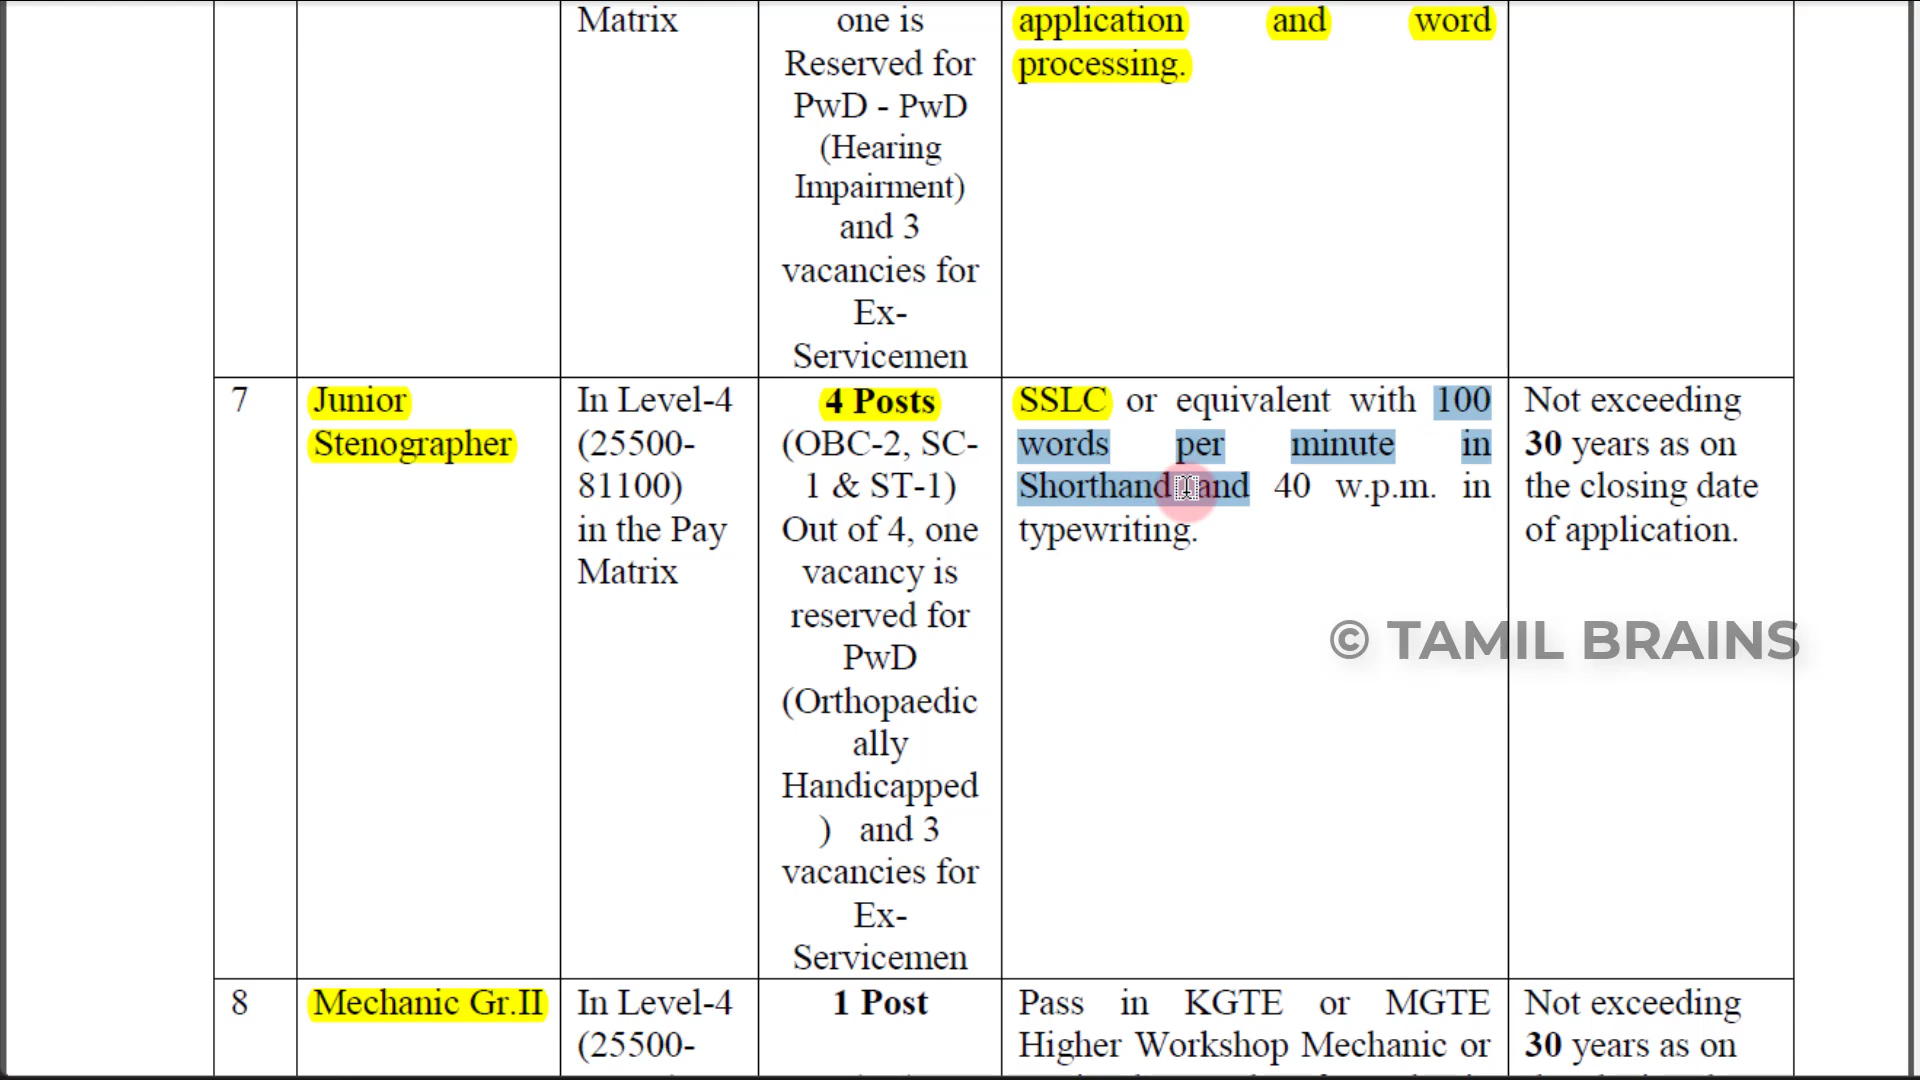 Matrix
one is
Reserved for
PwD - PwD
(Hearing
Impairment)
and 3
vacancies for
Ex-
Servicemen
application and word
processing.
7
Junior
Stenographer
In Level-4
(25500-
81100)
in the Pay
Matrix
4 Posts
(OBC-2, SC-
1 & ST-1)
Out of 4, one
vacancy is
reserved for
PwD
(Orthopaedic
ally
Handicapped
) and 3
vacancies for
Ex-
Servicemen
SSLC or equivalent with 100
words per minute in
Shorthand and 40 w.p.m. in
typewriting.
Not exceeding
30 years as on
the closing date
of application.
© TAMIL BRAINS
8
Mechanic Gr.II
In Level-4
(25500-
1 Post
Pass in KGTE or MGTE
Higher Workshop Mechanic or
Not exceeding
30 years as on